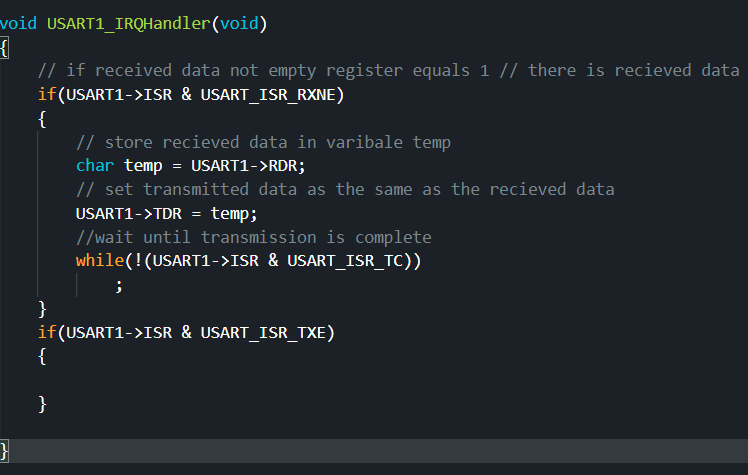 void USART1_IRQHandler(void)
{
// if received data not empty register equals 1 // there is recieved data
if(USART1->ISR & USART_ISR_RXNE)
{
// store recieved data in varibale temp
char temp = USART1->RDR;
// set transmitted data as the same as the recieved data
USART1->TDR = temp;
//wait until transmission is complete
while(!(USART1->ISR & USART_ISR_TC))
;
}
if(USART1->ISR & USART_ISR_TXE)
{
}
}